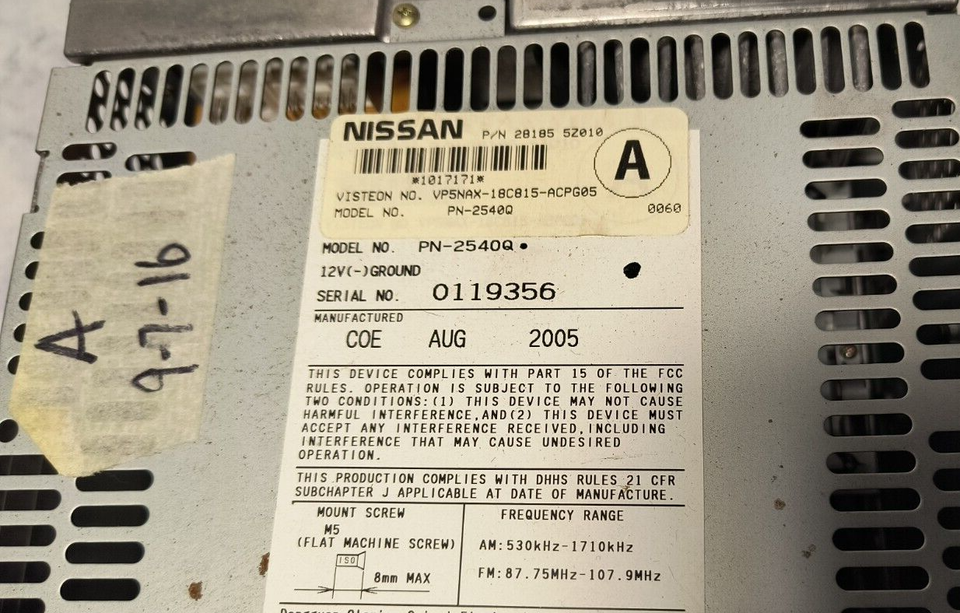 NISSAN P/N 28185 5Z010
A
*1017171*
VISTEON NO. VP5NAX-18C815-ACPG05
MODEL NO. PN-2540Q 0060
MODEL NO. PN-2540Q
12V(-)GROUND
SERIAL NO. 0119356
MANUFACTURED
COE AUG 2005
THIS DEVICE COMPLIES WITH PART 15 OF THE FCC
RULES. OPERATION IS SUBJECT TO THE FOLLOWING
TWO CONDITIONS:(1) THIS DEVICE MAY NOT CAUSE
HARMFUL INTERFERENCE,AND(2) THIS DEVICE MUST
ACCEPT ANY INTERFERENCE RECEIVED,INCLUDING
INTERFERENCE THAT MAY CAUSE UNDESIRED
OPERATION.
THIS PRODUCTION COMPLIES WITH DHHS RULES 21 CFR
SUBCHAPTER J APPLICABLE AT DATE OF MANUFACTURE.
MOUNT SCREW
M5
(FLAT MACHINE SCREW)
ISO
8mm MAX
FREQUENCY RANGE
AM:530kHz-1710kHz
FM:87.75MHz-107.9MHz
A
9-7-16